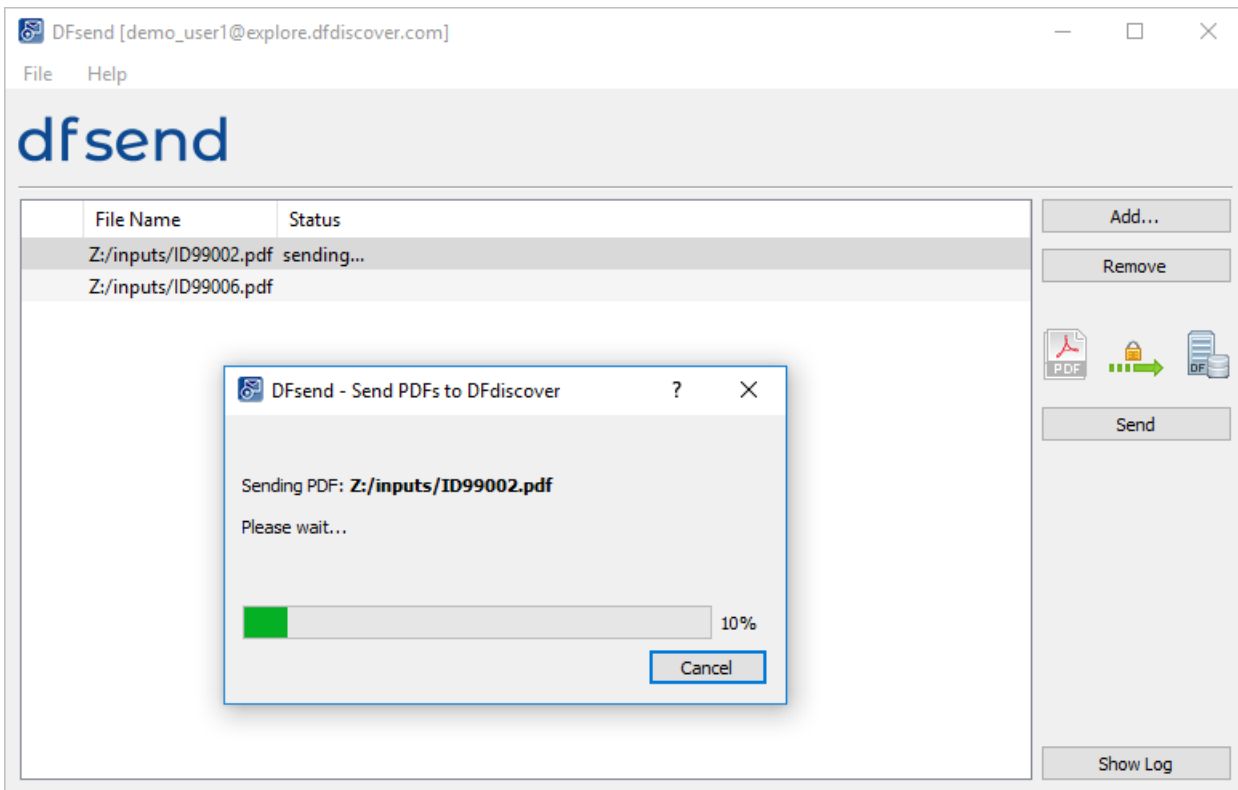 DFsend [demo_user1@explore.dfdiscover.com]
File Help
dfsend
File Name Status
Z:/inputs/ID99002.pdf sending...
Z:/inputs/ID99006.pdf
Add...
Remove
PDF DF
Send
DFsend - Send PDFs to DFdiscover ?
Sending PDF: Z:/inputs/ID99002.pdf
Please wait...
10%
Cancel
Show Log